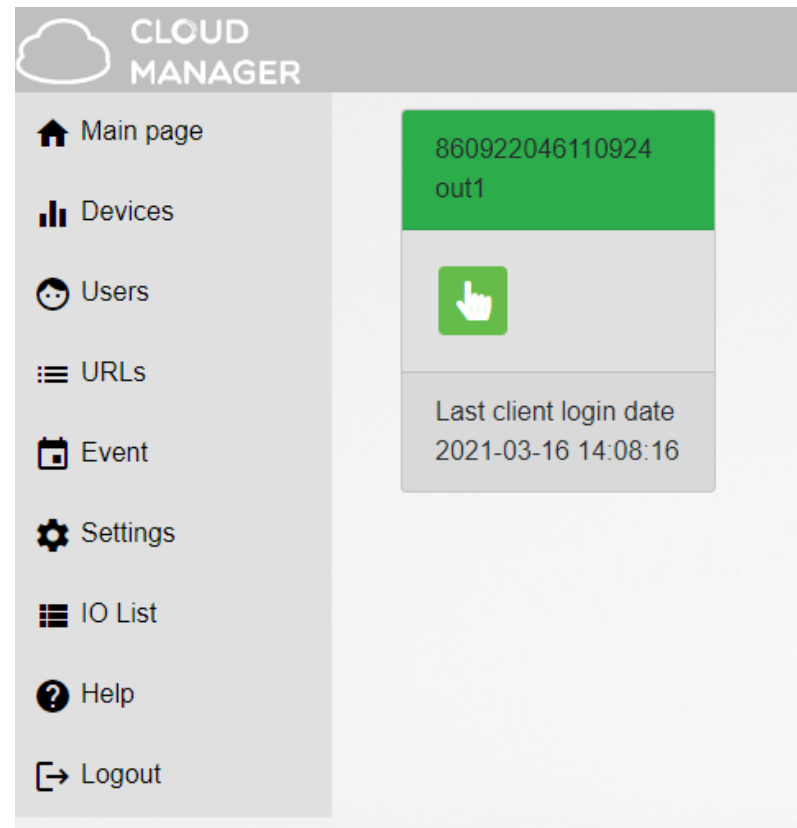 CLOUD
MANAGER
Main page
Devices
Users
URLs
Event
Settings
IO List
Help
Logout
860922046110924
out1
Last client login date
2021-03-16 14:08:16